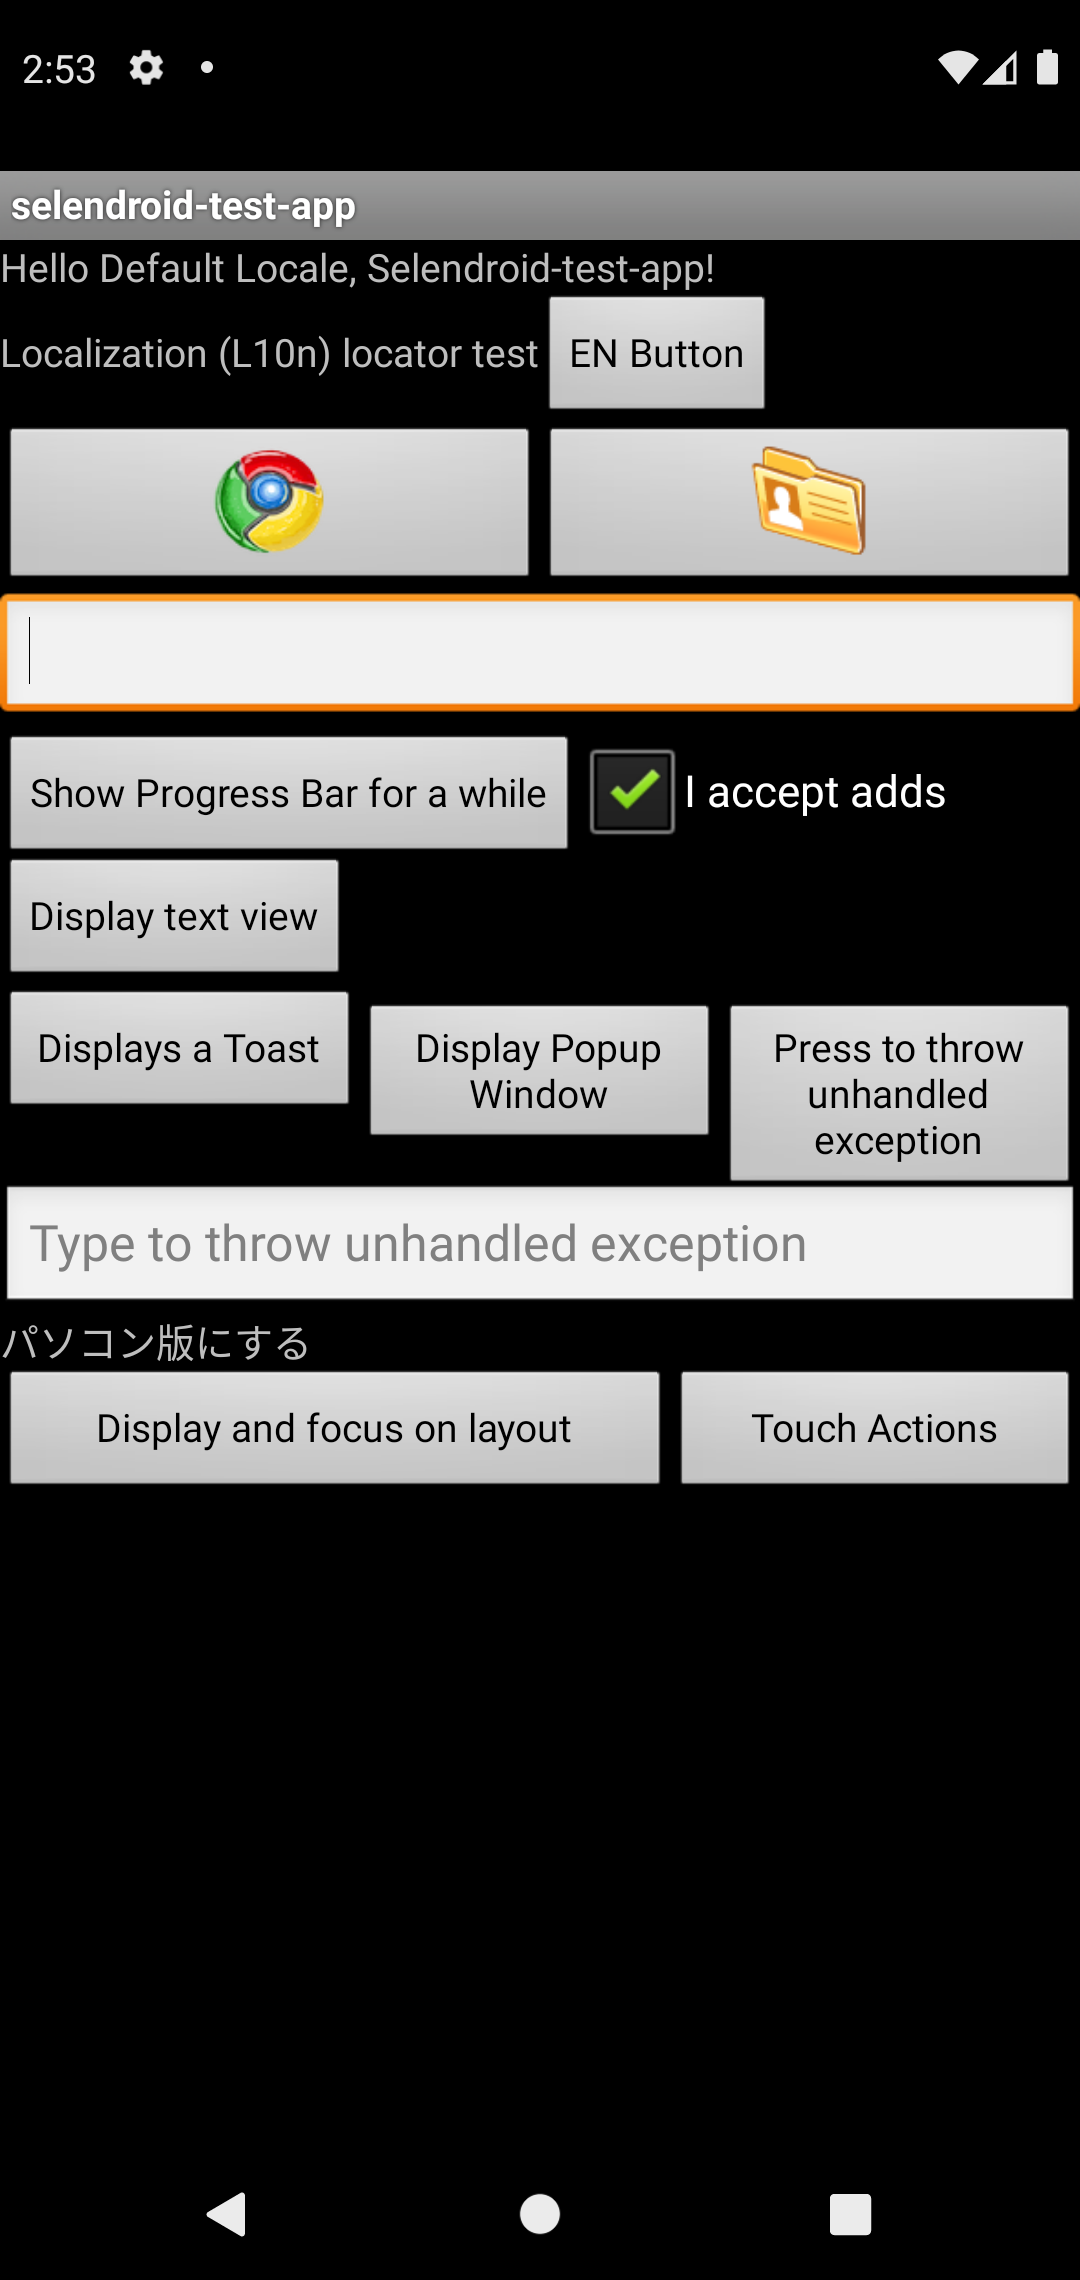 2:53
selendroid-test-app
Hello Default Locale, Selendroid-test-app!
Localization (L10n) locator test
EN Button
Show Progress Bar for a while
I accept adds
Display text view
Displays a Toast
Display Popup
Window
Press to throw
unhandled
exception
Type to throw unhandled exception
パソコン版にする
Display and focus on layout
Touch Actions